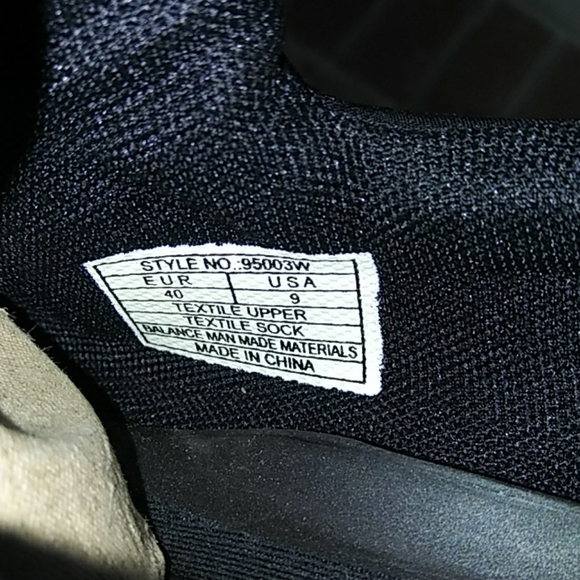 STYLE NO.:95003W
EUR USA
40 9
TEXTILE UPPER
TEXTILE SOCK
BALANCE MAN MADE MATERIALS
MADE IN CHINA